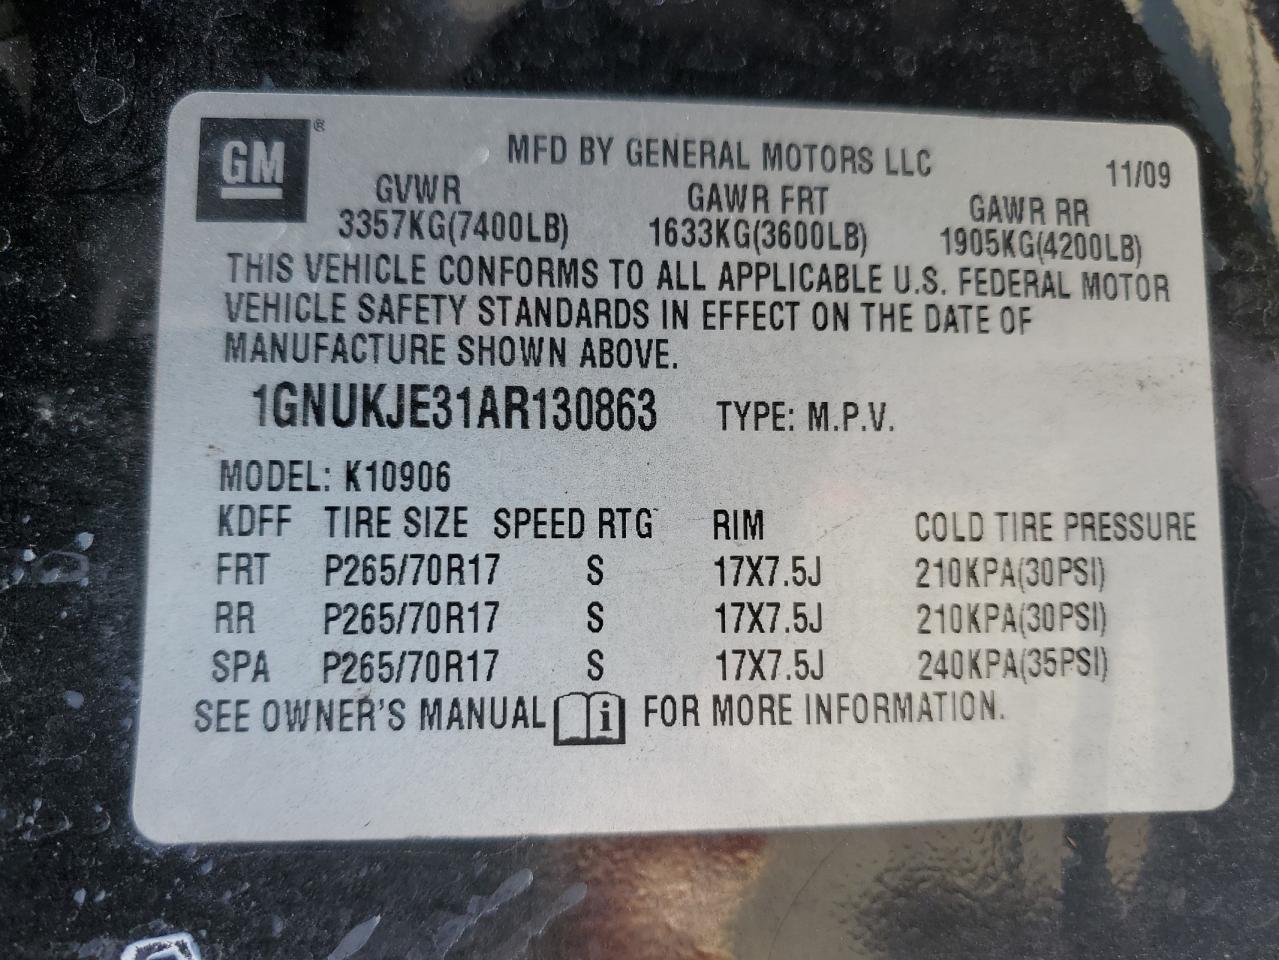 GM ®
MFD BY GENERAL MOTORS LLC 11/09
GVWR GAWR FRT GAWR RR
3357KG(7400LB) 1633KG(3600LB) 1905KG(4200LB)
THIS VEHICLE CONFORMS TO ALL APPLICABLE U.S. FEDERAL MOTOR
VEHICLE SAFETY STANDARDS IN EFFECT ON THE DATE OF
MANUFACTURE SHOWN ABOVE.
1GNUKJE31AR130863 TYPE: M.P.V.
MODEL: K10906
KDFF TIRE SIZE SPEED RTG RIM COLD TIRE PRESSURE
FRT P265/70R17 S 17X7.5J 210KPA(30PSI)
RR P265/70R17 S 17X7.5J 210KPA(30PSI)
SPA P265/70R17 S 17X7.5J 240KPA(35PSI)
SEE OWNER'S MANUAL i FOR MORE INFORMATION.